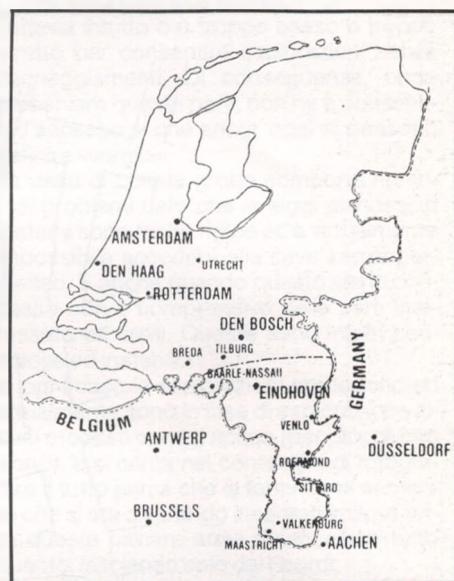 AMSTERDAM
DEN HAAG
UTRECHT
ROTTERDAM
DEN BOSCH
BREDA
TILBURG
BAARLE-NASSAU
EINDHOVEN
GERMANY
BELGIUM
VENLO
ANTWERP
DÜSSELDORF
ROERMOND
SITTARD
BRUSSELS
VALKENBURG
MAASTRICHT
AACHEN